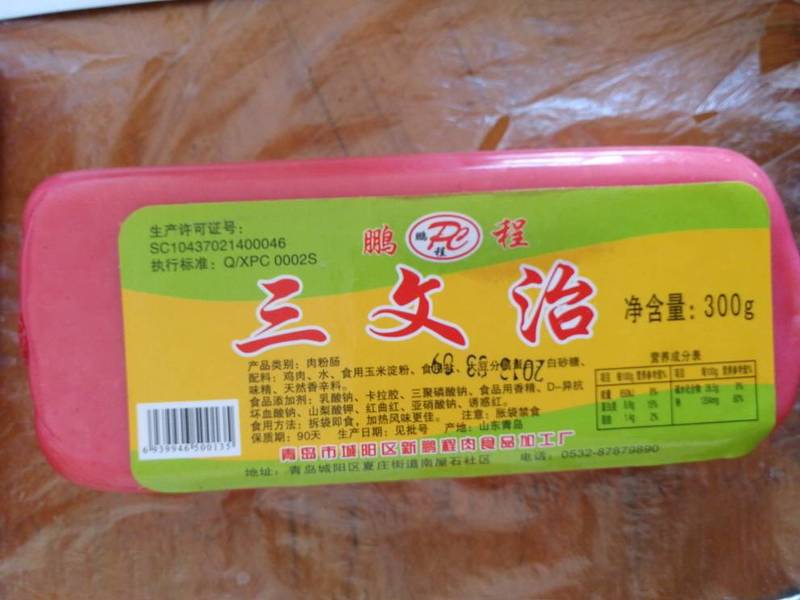 生产许可证号:
SC10437021400046
执行标准: Q/XPC 0002S
鹏 PC 程
鹏程
三文治
净含量: 300g
产品类别: 肉粉肠
配料: 鸡肉、水、食用玉米淀粉、白砂糖、
味精、天然香辛料。
食品添加剂: 乳酸钠、卡拉胶、三聚磷酸钠、食品用香精、D-异抗
坏血酸钠、山梨酸钾、红曲红、亚硝酸钠、诱惑红。 注意: 胀袋禁食
食用方法: 拆袋即食,加热风味更佳。
保质期: 90天 生产日期: 见批号 产地: 山东青岛
营养成分表
6939946500135
青岛市城阳区新鹏程肉食品加工厂
地址: 青岛城阳区夏庄街道南屋石社区 电话: 0532-87879890